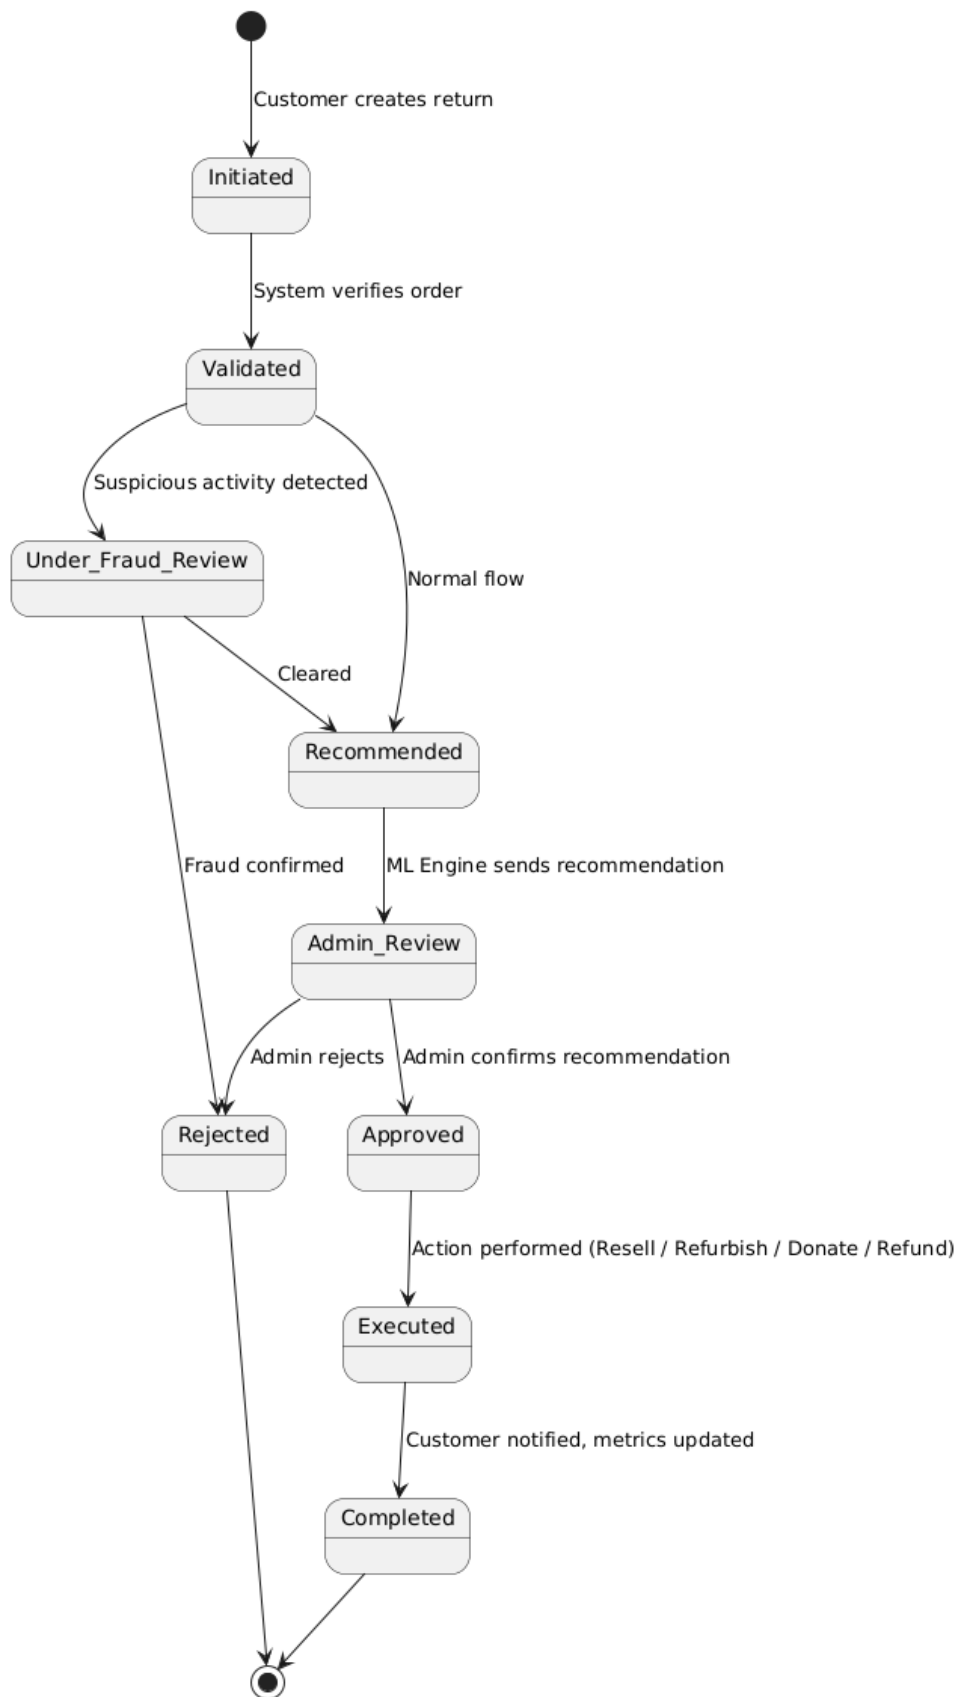 Customer creates return
Initiated
System verifies order
Validated
Suspicious activity detected
Under_Fraud_Review
Normal flow
Cleared
Recommended
Fraud confirmed
ML Engine sends recommendation
Admin_Review
Admin rejects
Admin confirms recommendation
Rejected
Approved
Action performed (Resell / Refurbish / Donate / Refund)
Executed
Customer notified, metrics updated
Completed